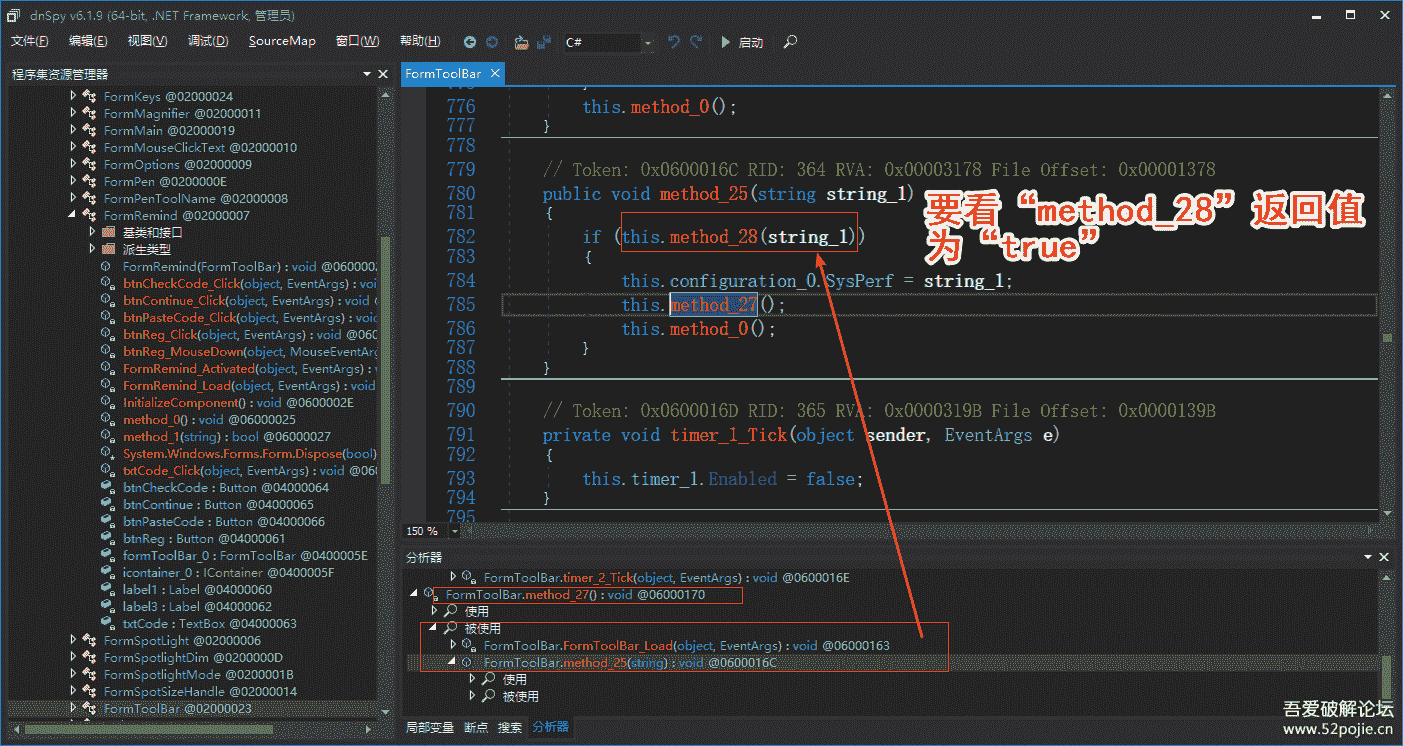 dnSpy v6.1.9 (64-bit, .NET Framework, 管理员)
文件(F) 编辑(E) 视图(V) 调试(D) SourceMap 窗口(W) 帮助(H) C# 启动
程序集资源管理器
FormKeys @02000024
FormMagnifier @02000011
FormMain @02000019
FormMouseClickText @02000010
FormOptions @02000009
FormPen @0200000E
FormPenToolName @02000008
FormRemind @02000007
基类和接口
派生类型
FormRemind(FormToolBar) : void @060002
btnCheckCode_Click(object, EventArgs) : void
btnContinue_Click(object, EventArgs) : void
btnPasteCode_Click(object, EventArgs) : void
btnReg_Click(object, EventArgs) : void @060
btnReg_MouseDown(object, MouseEventArg
FormRemind_Activated(object, EventArgs) :
FormRemind_Load(object, EventArgs) : void
InitializeComponent() : void @0600002E
method_0() : void @06000025
method_1(string) : bool @06000027
System.Windows.Forms.Form.Dispose(bool)
txtCode_Click(object, EventArgs) : void @060
btnCheckCode : Button @04000064
btnContinue : Button @04000065
btnPasteCode : Button @04000066
btnReg : Button @04000061
formToolBar_0 : FormToolBar @0400005E
icontainer_0 : IContainer @0400005F
label1 : Label @04000060
label3 : Label @04000062
txtCode : TextBox @04000063
FormSpotLight @02000006
FormSpotlightDim @0200000D
FormSpotlightMode @0200001B
FormSpotSizeHandle @02000014
FormToolBar @02000023
FormToolBar
776 this.method_0();
777 }
778
779 // Token: 0x0600016C RID: 364 RVA: 0x00003178 File Offset: 0x00001378
780 public void method_25(string string_1)
781 {
782 if (this.method_28(string_1))
783 {
784 this.configuration_0.SysPerf = string_1;
785 this.method_27();
786 this.method_0();
787 }
788 }
789
790 // Token: 0x0600016D RID: 365 RVA: 0x0000319B File Offset: 0x0000139B
791 private void timer_1_Tick(object sender, EventArgs e)
792 {
793 this.timer_1.Enabled = false;
794 }
795
要看“method_28”返回值
为“true”
150 %
分析器
FormToolBar.timer_2_Tick(object, EventArgs) : void @0600016E
FormToolBar.method_27() : void @06000170
使用
被使用
FormToolBar.FormToolBar_Load(object, EventArgs) : void @06000163
FormToolBar.method_25(string) : void @0600016C
使用
被使用
局部变量 断点 搜索 分析器
吾爱破解论坛
www.52pojie.cn